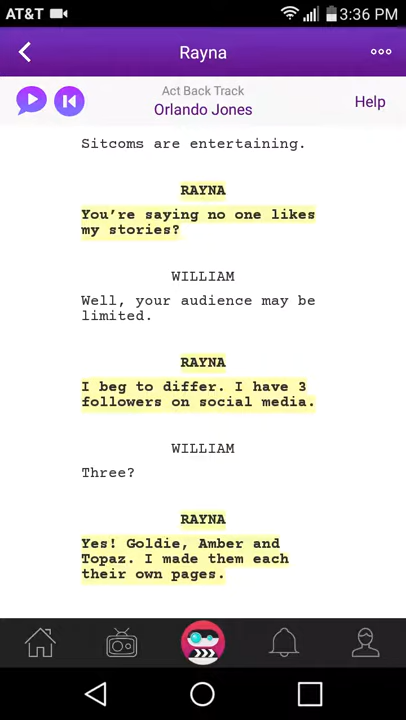 AT&T
3:36 PM
Rayna
Act Back Track
Orlando Jones
Help
Sitcoms are entertaining.
RAYNA
You're saying no one likes
my stories?
WILLIAM
Well, your audience may be
limited.
RAYNA
I beg to differ. I have 3
followers on social media.
WILLIAM
Three?
RAYNA
Yes! Goldie, Amber and
Topaz. I made them each
their own pages.